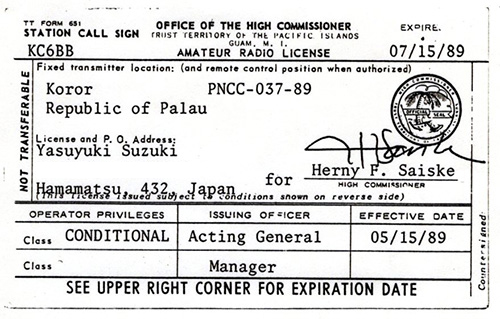 TT FORM 651
OFFICE OF THE HIGH COMMISSIONER
EXPIRE.
STATION CALL SIGN
TRUST TERRITORY OF THE PACIFIC ISLANDS
GUAM, M. I.
KC6BB
AMATEUR RADIO LICENSE
07/15/89
Fixed transmitter location: (and remote control position when authorized)
Koror
PNCC-037-89
Republic of Palau
NOT TRANSFERABLE
OFFICIAL SEAL
License and P. O. Address:
Yasuyuki Suzuki
for
Herny F. Saiske
HIGH COMMISSIONER
Hamamatsu, 432, Japan
(This license issued subject to conditions shown on reverse side)
OPERATOR PRIVILEGES
ISSUING OFFICER
EFFECTIVE DATE
Class CONDITIONAL
Acting General
05/15/89
Class
Manager
Countersigned:
SEE UPPER RIGHT CORNER FOR EXPIRATION DATE